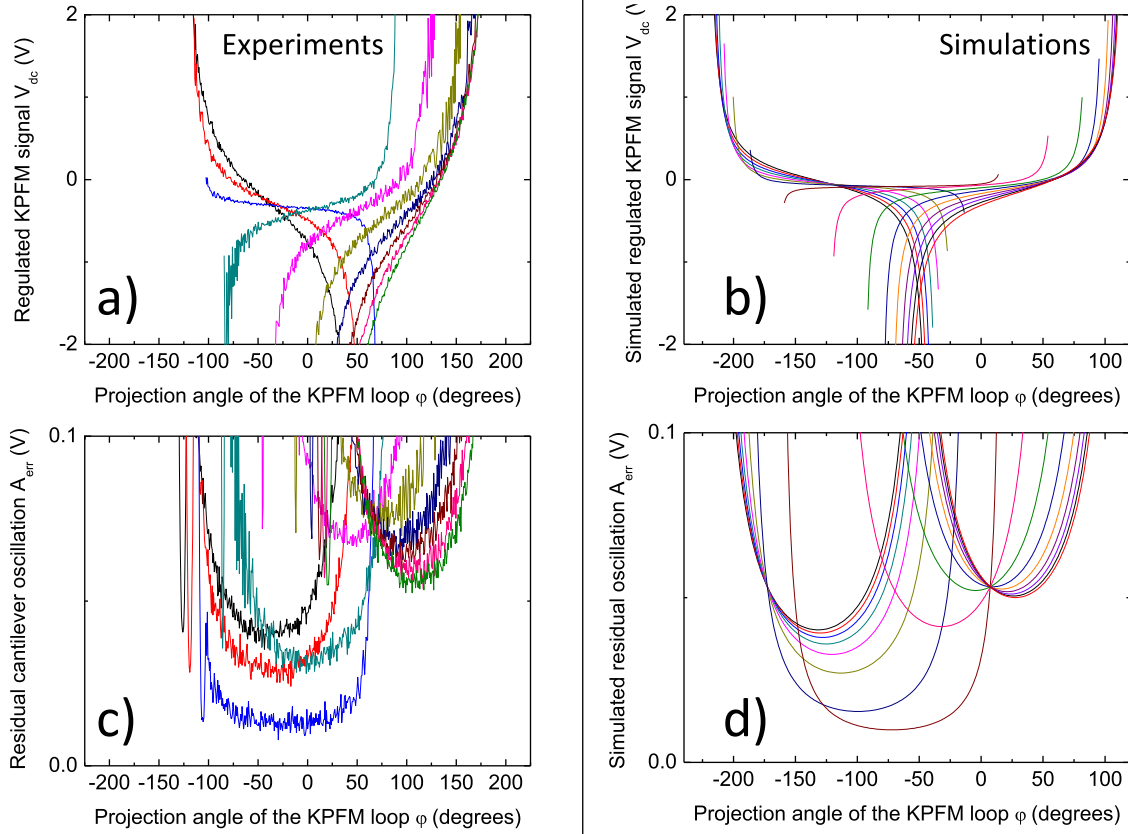 Regulated KPFM signal V_dc (V)
2
0
-2
Experiments
a)
-200 -150 -100 -50 0 50 100 150 200
Projection angle of the KPFM loop φ (degrees)
Simulated regulated KPFM signal V_dc (V
2
0
-2
Simulations
b)
-200 -150 -100 -50 0 50 100
Projection angle of the KPFM loop φ (degrees)
Residual cantilever oscillation A_err (V)
0.1
0.0
c)
-200 -150 -100 -50 0 50 100 150 200
Projection angle of the KPFM loop φ (degrees)
Simulated residual oscillation A_err (V)
0.1
0.0
d)
-200 -150 -100 -50 0 50 100
Projection angle of the KPFM loop φ (degrees)